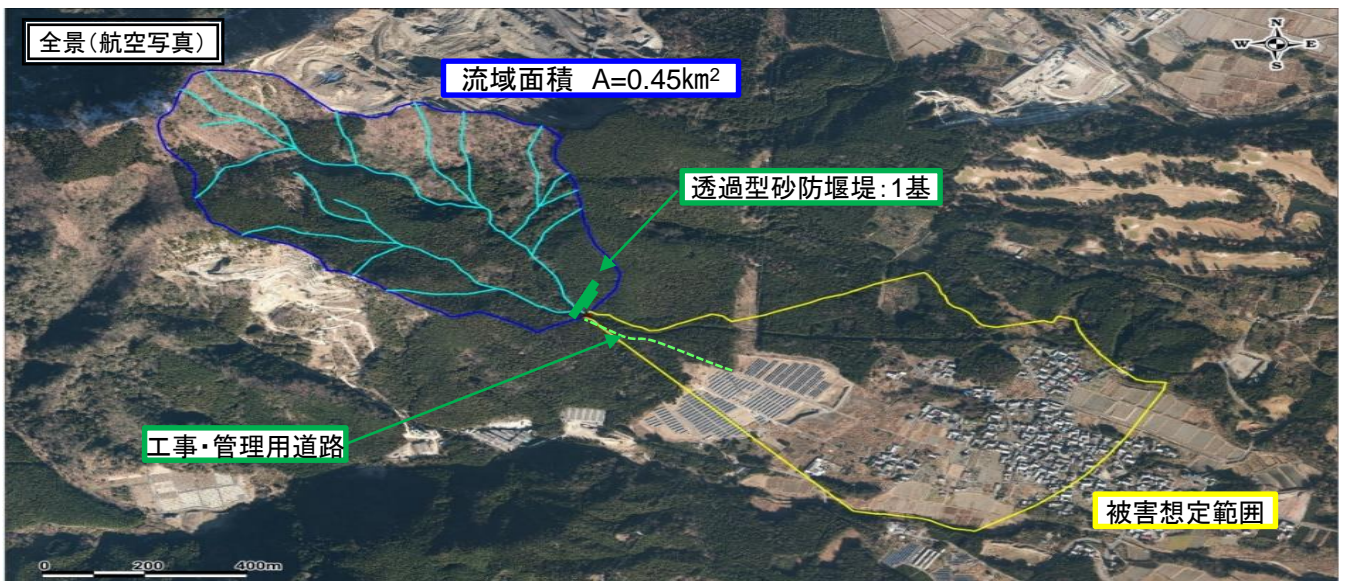 全景(航空写真)
N
W E
S
流域面積 A=0.45km²
透過型砂防堰堤：1基
工事・管理用道路
被害想定範囲
0 200 400m